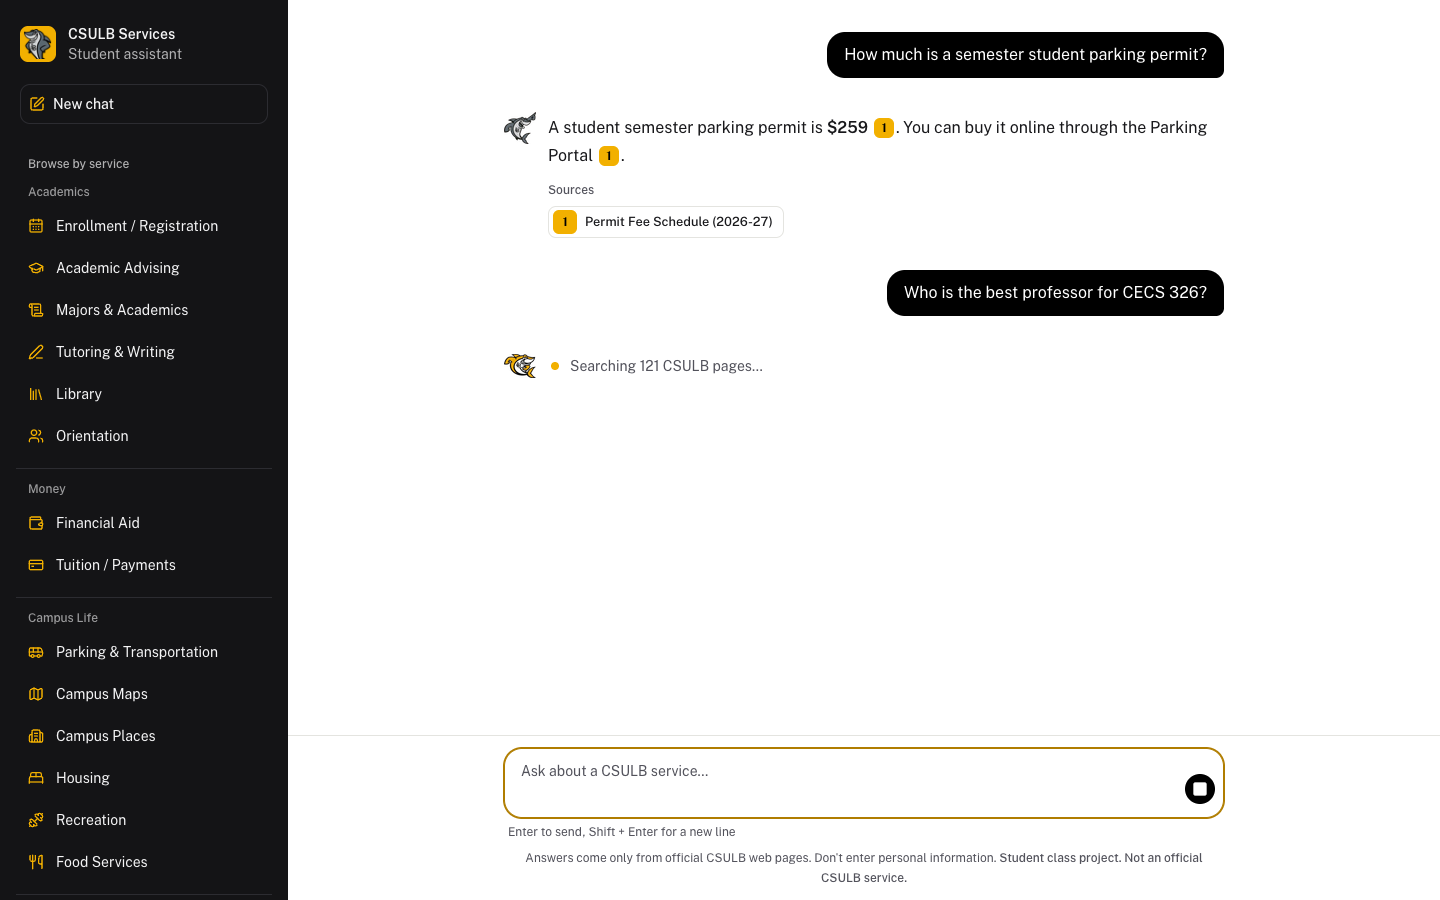 CSULB Services
Student assistant
New chat
Browse by service
Academics
Enrollment / Registration
Academic Advising
Majors & Academics
Tutoring & Writing
Library
Orientation
Money
Financial Aid
Tuition / Payments
Campus Life
Parking & Transportation
Campus Maps
Campus Places
Housing
Recreation
Food Services
How much is a semester student parking permit?
A student semester parking permit is $259 1. You can buy it online through the Parking
Portal 1.
Sources
1 Permit Fee Schedule (2026-27)
Who is the best professor for CECS 326?
Searching 121 CSULB pages...
Ask about a CSULB service...
Enter to send, Shift + Enter for a new line
Answers come only from official CSULB web pages. Don't enter personal information. Student class project. Not an official
CSULB service.